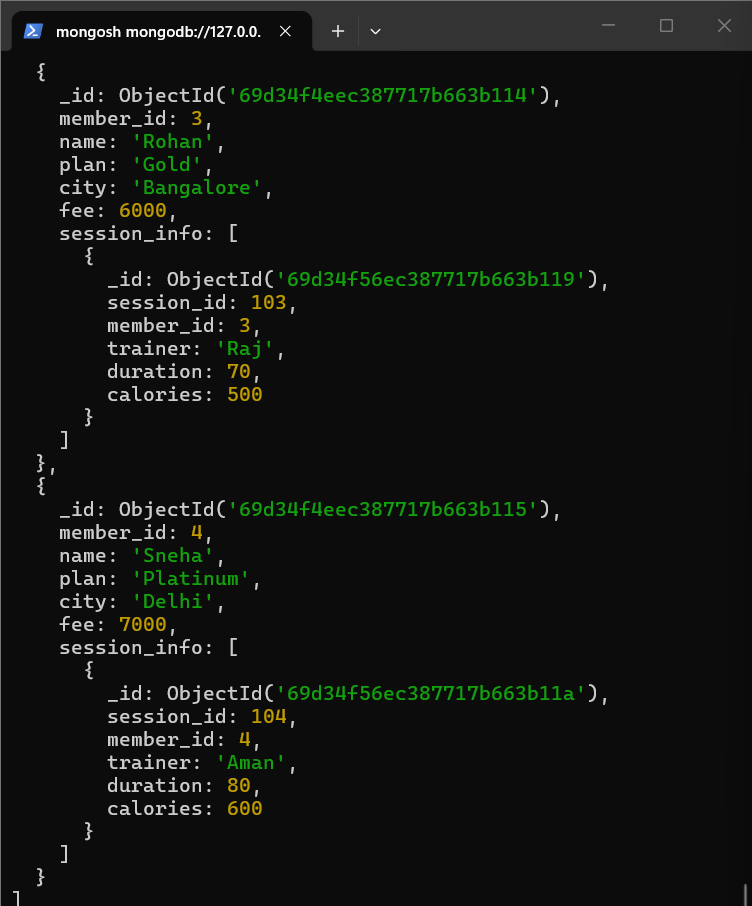 mongosh mongodb://127.0.0.
{
_id: ObjectId('69d34f4eec387717b663b114'),
member_id: 3,
name: 'Rohan',
plan: 'Gold',
city: 'Bangalore',
fee: 6000,
session_info: [
{
_id: ObjectId('69d34f56ec387717b663b119'),
session_id: 103,
member_id: 3,
trainer: 'Raj',
duration: 70,
calories: 500
}
]
},
{
_id: ObjectId('69d34f4eec387717b663b115'),
member_id: 4,
name: 'Sneha',
plan: 'Platinum',
city: 'Delhi',
fee: 7000,
session_info: [
{
_id: ObjectId('69d34f56ec387717b663b11a'),
session_id: 104,
member_id: 4,
trainer: 'Aman',
duration: 80,
calories: 600
}
]
}
]